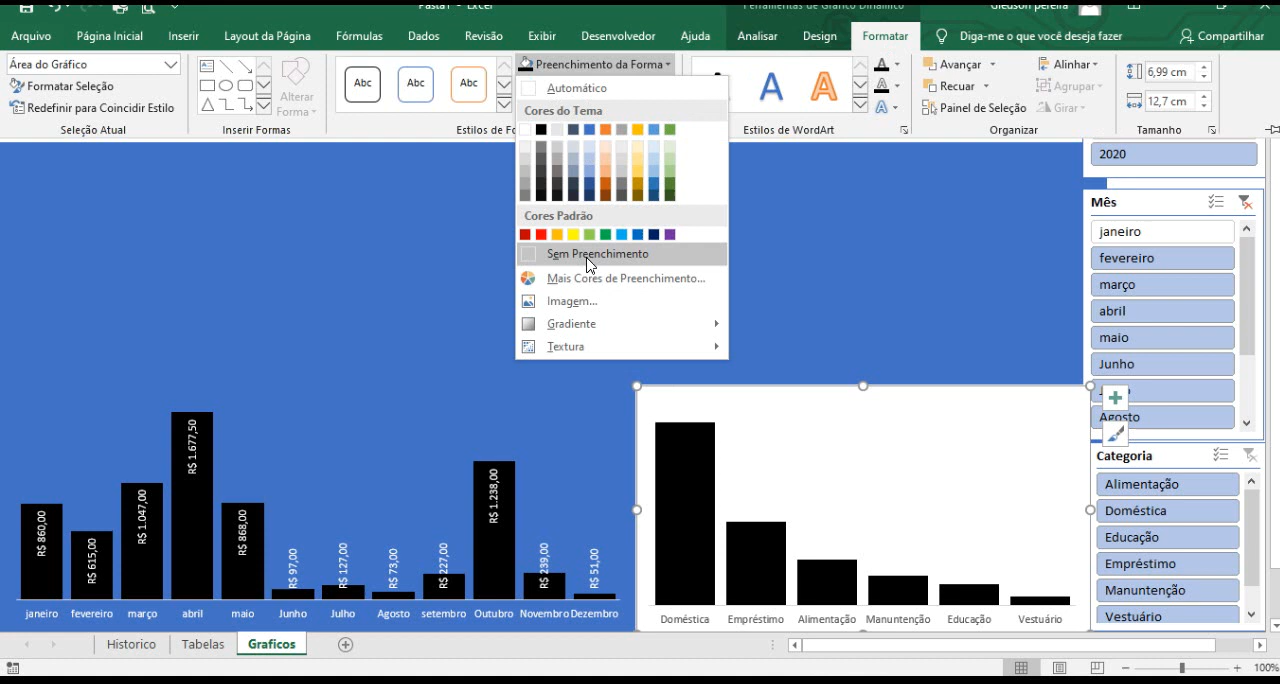 Pasta1 - Excel
Ferramentas de Gráfico Dinâmico
Gledson pereira
Arquivo
Página Inicial
Inserir
Layout da Página
Fórmulas
Dados
Revisão
Exibir
Desenvolvedor
Ajuda
Analisar
Design
Formatar
Diga-me o que você deseja fazer
Compartilhar
Área do Gráfico
Formatar Seleção
Redefinir para Coincidir Estilo
Seleção Atual
Alterar
Forma
Inserir Formas
Abc
Abc
Abc
Estilos de Fo
Preenchimento da Forma
Automático
Cores do Tema
Cores Padrão
Sem Preenchimento
Mais Cores de Preenchimento...
Imagem...
Gradiente
Textura
A
A
A
A
A
Estilos de WordArt
Avançar
Recuar
Painel de Seleção
Alinhar
Agrupar
Girar
Organizar
6,99 cm
12,7 cm
Tamanho
2020
Mês
janeiro
fevereiro
março
abril
maio
Junho
Agosto
Categoria
Alimentação
Doméstica
Educação
Empréstimo
Manuntenção
Vestuário
R$ 860,00
R$ 615,00
R$ 1.047,00
R$ 1.677,50
R$ 868,00
R$ 97,00
R$ 127,00
R$ 73,00
R$ 227,00
R$ 1.238,00
R$ 239,00
R$ 51,00
janeiro
fevereiro
março
abril
maio
Junho
Julho
Agosto
setembro
Outubro
Novembro
Dezembro
Doméstica
Empréstimo
Alimentação
Manuntenção
Educação
Vestuário
Historico
Tabelas
Graficos
100%